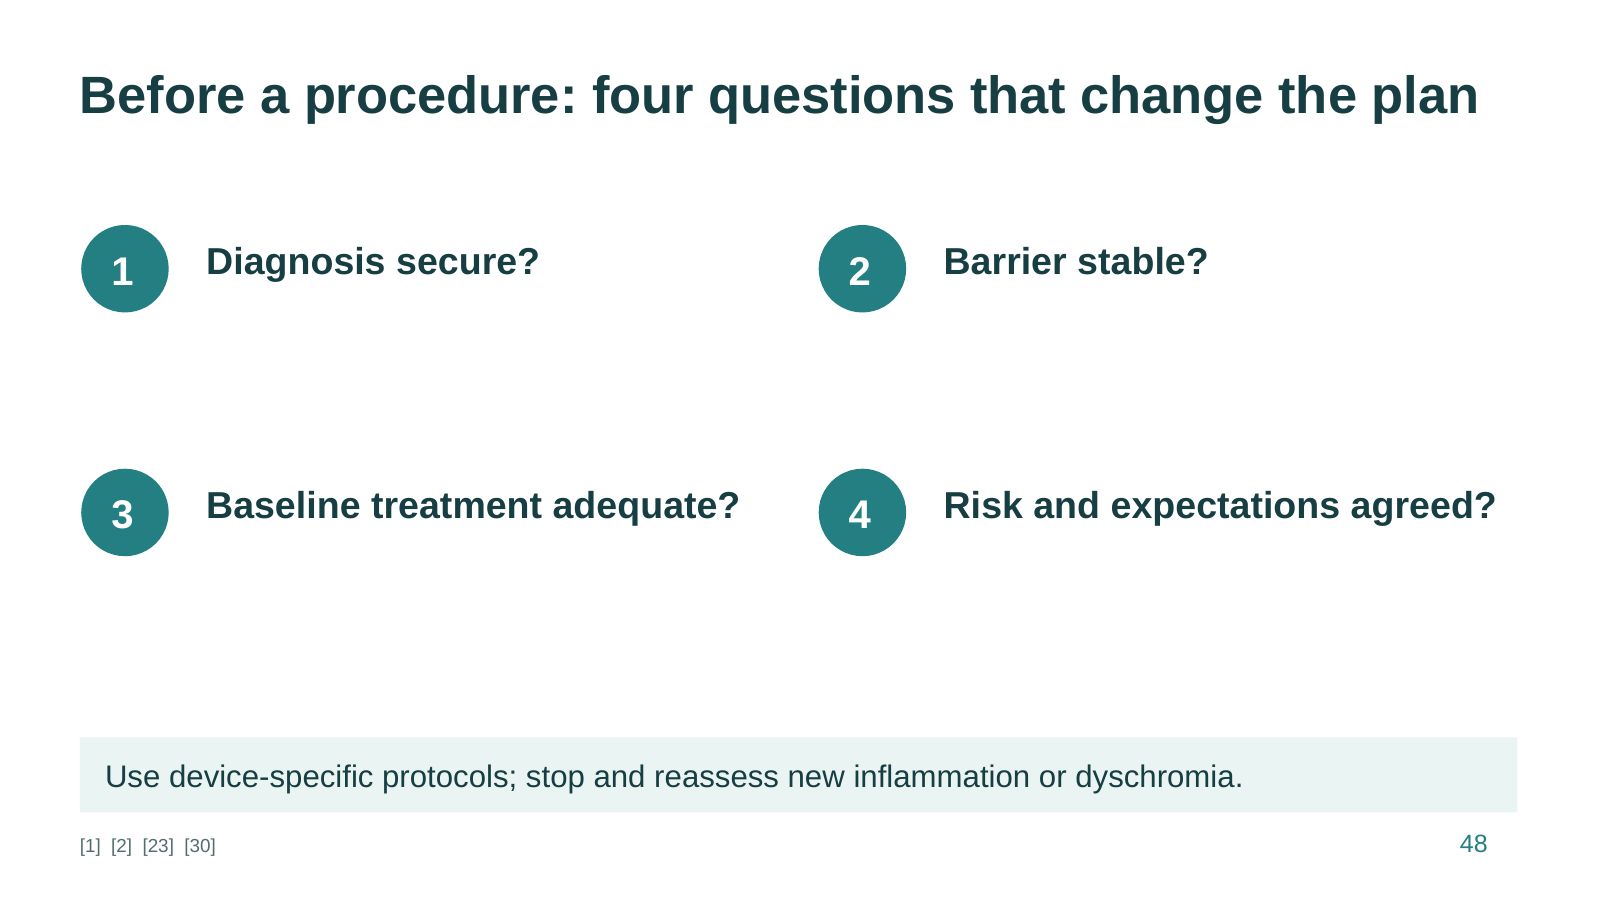 Before a procedure: four questions that change the plan
1 Diagnosis secure?
2 Barrier stable?
3 Baseline treatment adequate?
4 Risk and expectations agreed?
Use device-specific protocols; stop and reassess new inflammation or dyschromia.
[1] [2] [23] [30]
48